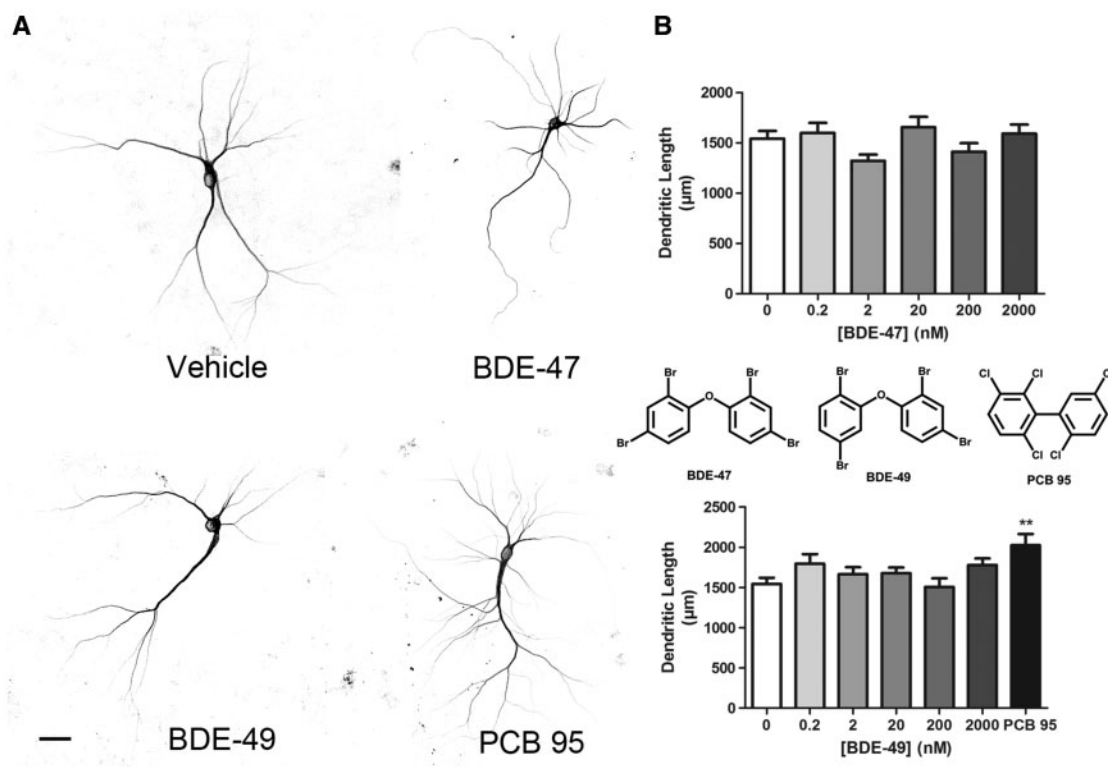 A
Vehicle
BDE-47
BDE-49
PCB 95
B
2000
1500
1000
500
0
Dendritic Length
(µm)
0 0.2 2 20 200 2000
[BDE-47] (nM)
Br Br
O
Br Br
BDE-47
Br Br
O
Br
Br
BDE-49
Cl Cl
Cl Cl
PCB 95
2500
2000
1500
1000
500
0
Dendritic Length
(µm)
**
0 0.2 2 20 200 2000 PCB 95
[BDE-49] (nM)